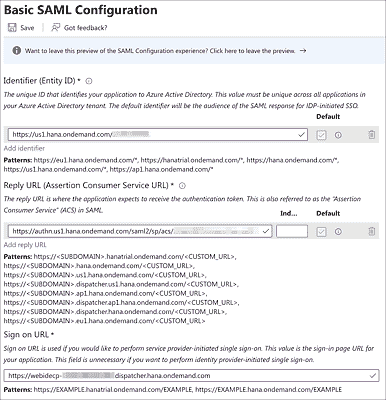 Basic SAML Configuration
Save Got feedback?
Want to leave this preview of the SAML Configuration experience? Click here to leave the preview. →
Identifier (Entity ID) *
The unique ID that identifies your application to Azure Active Directory. This value must be unique across all applications in
your Azure Active Directory tenant. The default identifier will be the audience of the SAML response for IDP-initiated SSO.
Default
https://us1.hana.ondemand.com/
Add identifier
Patterns: https://eu1.hana.ondemand.com/*, https://hanatrial.ondemand.com/*, https://hana.ondemand.com/*,
https://us1.hana.ondemand.com/*, https://ap1.hana.ondemand.com/*
Reply URL (Assertion Consumer Service URL) *
The reply URL is where the application expects to receive the authentication token. This is also referred to as the "Assertion
Consumer Service" (ACS) in SAML.
Ind... Default
https://authn.us1.hana.ondemand.com/saml2/sp/acs/
Add reply URL
Patterns: https://<SUBDOMAIN>.hanatrial.ondemand.com/<CUSTOM_URL>,
https://<SUBDOMAIN>.hana.ondemand.com/<CUSTOM_URL>,
https://<SUBDOMAIN>.us1.hana.ondemand.com/<CUSTOM_URL>,
https://<SUBDOMAIN>.dispatcher.us1.hana.ondemand.com/<CUSTOM_URL>,
https://<SUBDOMAIN>.ap1.hana.ondemand.com/<CUSTOM_URL>,
https://<SUBDOMAIN>.dispatcher.ap1.hana.ondemand.com/<CUSTOM_URL>,
https://<SUBDOMAIN>.dispatcher.hana.ondemand.com/<CUSTOM_URL>,
https://<SUBDOMAIN>.eu1.hana.ondemand.com/<CUSTOM_URL>
Sign on URL *
Sign on URL is used if you would like to perform service provider-initiated single sign-on. This value is the sign-in page URL for
your application. This field is unnecessary if you want to perform identity provider-initiated single sign-on.
https://webidecp- dispatcher.hana.ondemand.com
Patterns: https://EXAMPLE.hanatrial.ondemand.com/EXAMPLE, https://EXAMPLE.hana.ondemand.com/EXAMPLE